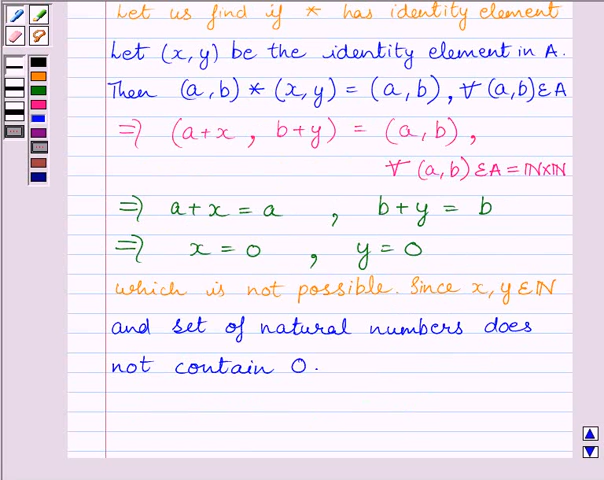 Let us find if * has identity element
Let (x, y) be the identity element in A.
Then (a, b) * (x, y) = (a, b), ∀ (a, b) ε A
⇒ (a+x , b+y) = (a, b),
∀ (a, b) ε A = ℕ×ℕ
⇒ a+x = a , b+y = b
⇒ x = 0 , y = 0
which is not possible. Since x, y ε ℕ
and set of natural numbers does
not contain 0.